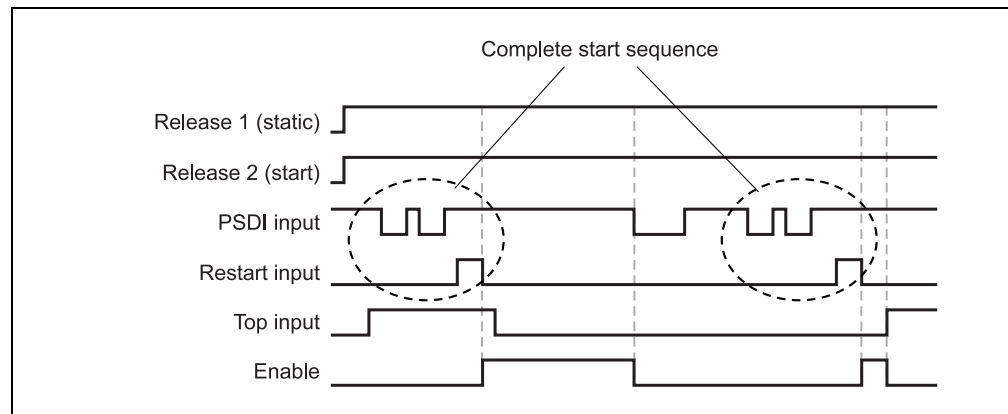 Complete start sequence
Release 1 (static)
Release 2 (start)
PSDI input
Restart input
Top input
Enable